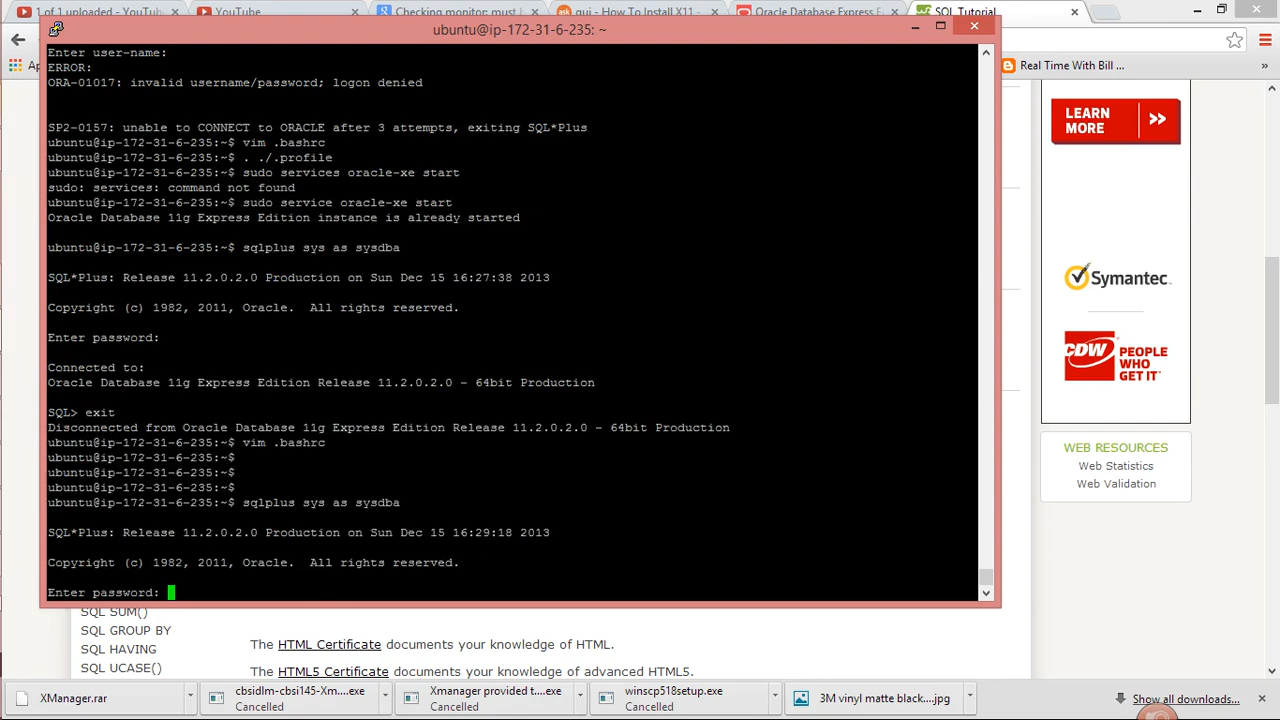 1 of 1 uploaded - YouTu
YouTube
Checking monitor: must b
gui - How To Install X11
Oracle Database Express E
SQL Tutorial
ubuntu@ip-172-31-6-235: ~
Ap
Real Time With Bill ...
»
Enter user-name:
ERROR:
ORA-01017: invalid username/password; logon denied
SP2-0157: unable to CONNECT to ORACLE after 3 attempts, exiting SQL*Plus
ubuntu@ip-172-31-6-235:~$ vim .bashrc
ubuntu@ip-172-31-6-235:~$ . ./.profile
ubuntu@ip-172-31-6-235:~$ sudo services oracle-xe start
sudo: services: command not found
ubuntu@ip-172-31-6-235:~$ sudo service oracle-xe start
Oracle Database 11g Express Edition instance is already started
ubuntu@ip-172-31-6-235:~$ sqlplus sys as sysdba
SQL*Plus: Release 11.2.0.2.0 Production on Sun Dec 15 16:27:38 2013
Copyright (c) 1982, 2011, Oracle.  All rights reserved.
Enter password:
Connected to:
Oracle Database 11g Express Edition Release 11.2.0.2.0 - 64bit Production
SQL> exit
Disconnected from Oracle Database 11g Express Edition Release 11.2.0.2.0 - 64bit Production
ubuntu@ip-172-31-6-235:~$ vim .bashrc
ubuntu@ip-172-31-6-235:~$
ubuntu@ip-172-31-6-235:~$
ubuntu@ip-172-31-6-235:~$
ubuntu@ip-172-31-6-235:~$ sqlplus sys as sysdba
SQL*Plus: Release 11.2.0.2.0 Production on Sun Dec 15 16:29:18 2013
Copyright (c) 1982, 2011, Oracle.  All rights reserved.
Enter password:
LEARN
MORE
»
Symantec.
CDW
PEOPLE
WHO
GET IT
WEB RESOURCES
Web Statistics
Web Validation
SQL SUM()
SQL GROUP BY
SQL HAVING
SQL UCASE()
The HTML Certificate documents your knowledge of HTML.
The HTML5 Certificate documents your knowledge of advanced HTML5.
XManager.rar
cbsidlm-cbsi145-Xm....exe
Cancelled
Xmanager provided t....exe
Cancelled
winscp518setup.exe
Cancelled
3M vinyl matte black....jpg
Show all downloads...